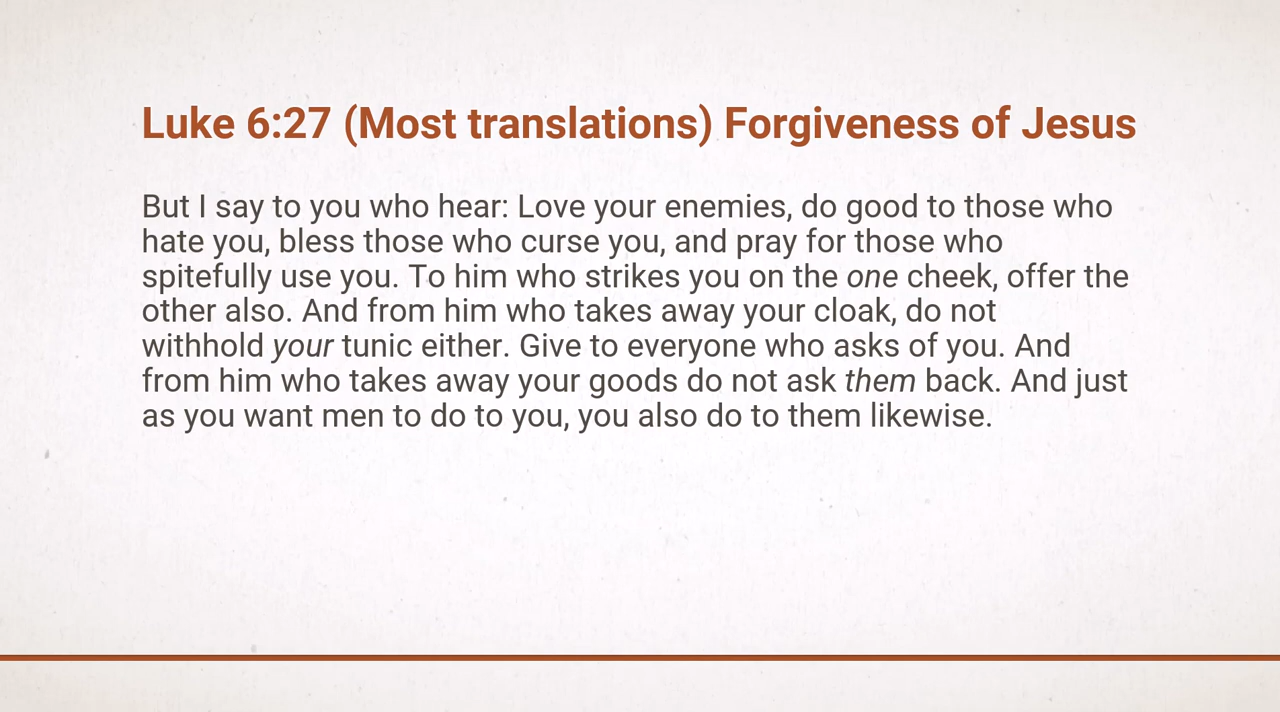 Luke 6:27 (Most translations) Forgiveness of Jesus
But I say to you who hear: Love your enemies, do good to those who
hate you, bless those who curse you, and pray for those who
spitefully use you. To him who strikes you on the one cheek, offer the
other also. And from him who takes away your cloak, do not
withhold your tunic either. Give to everyone who asks of you. And
from him who takes away your goods do not ask them back. And just
as you want men to do to you, you also do to them likewise.